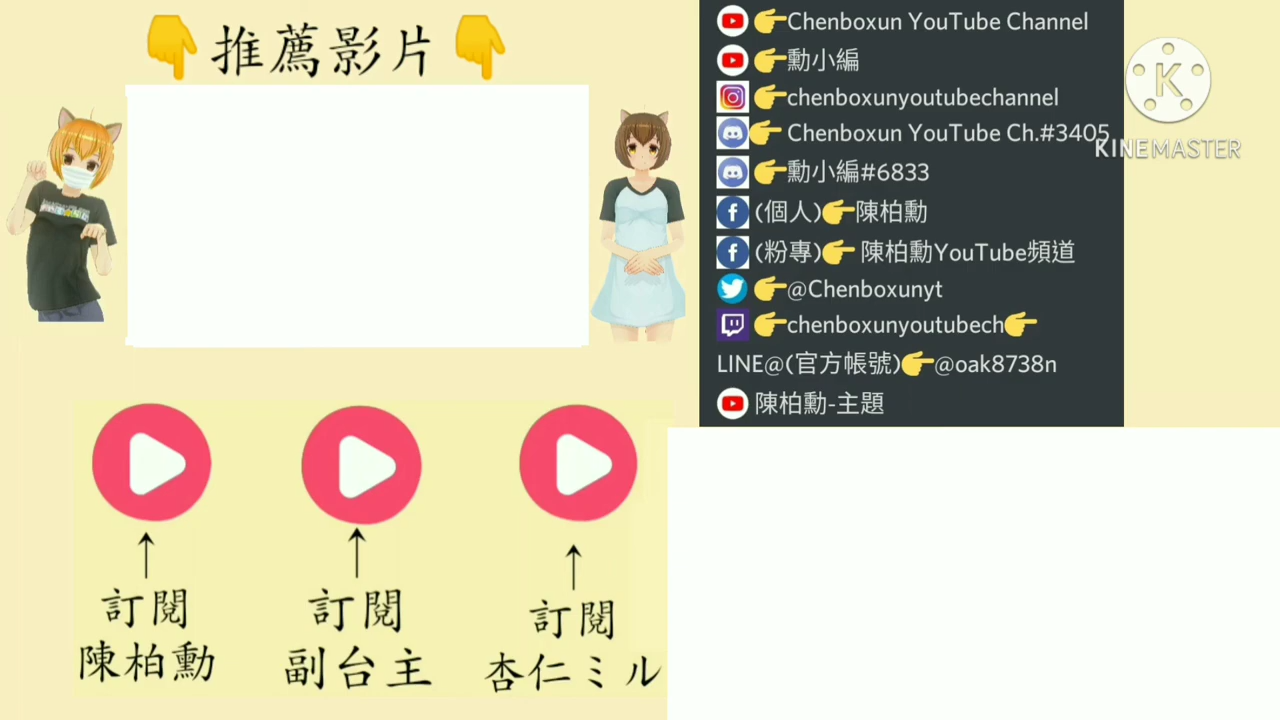 👇推薦影片👇
👉Chenboxun YouTube Channel
👉勳小編
👉chenboxunyoutubechannel
👉 Chenboxun YouTube Ch.#3405
👉勳小編#6833
(個人)👉陳柏勳
(粉專)👉 陳柏勳YouTube頻道
👉@Chenboxunyt
👉chenboxunyoutubech👉
LINE@(官方帳號)👉@oak8738n
陳柏勳-主題
K
KINEMASTER
↑
訂閱
陳柏勳
↑
訂閱
副台主
↑
訂閱
杏仁ミル